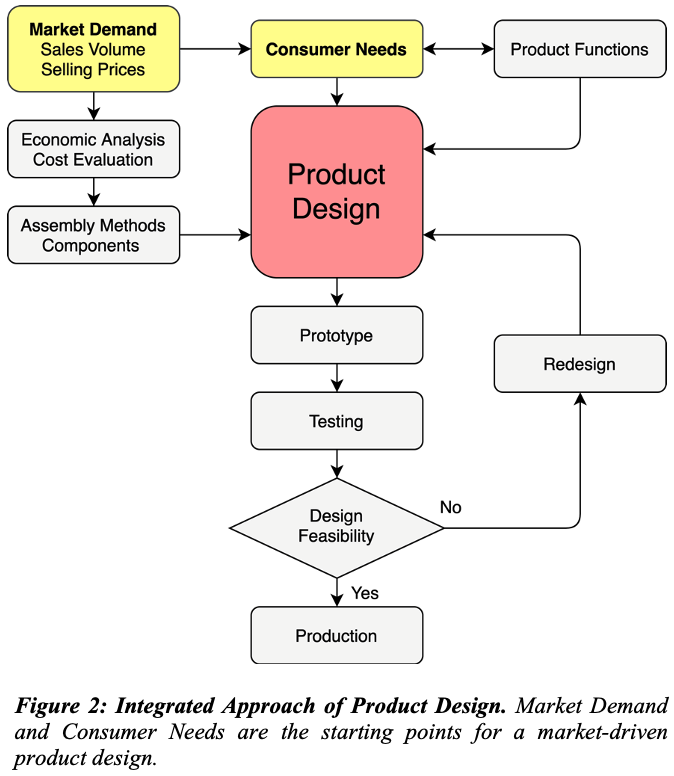 Market Demand
Sales Volume
Selling Prices
Consumer Needs
Product Functions
Economic Analysis
Cost Evaluation
Product
Design
Assembly Methods
Components
Prototype
Redesign
Testing
Design
Feasibility
No
Yes
Production
Figure 2: Integrated Approach of Product Design. Market Demand
and Consumer Needs are the starting points for a market-driven
product design.